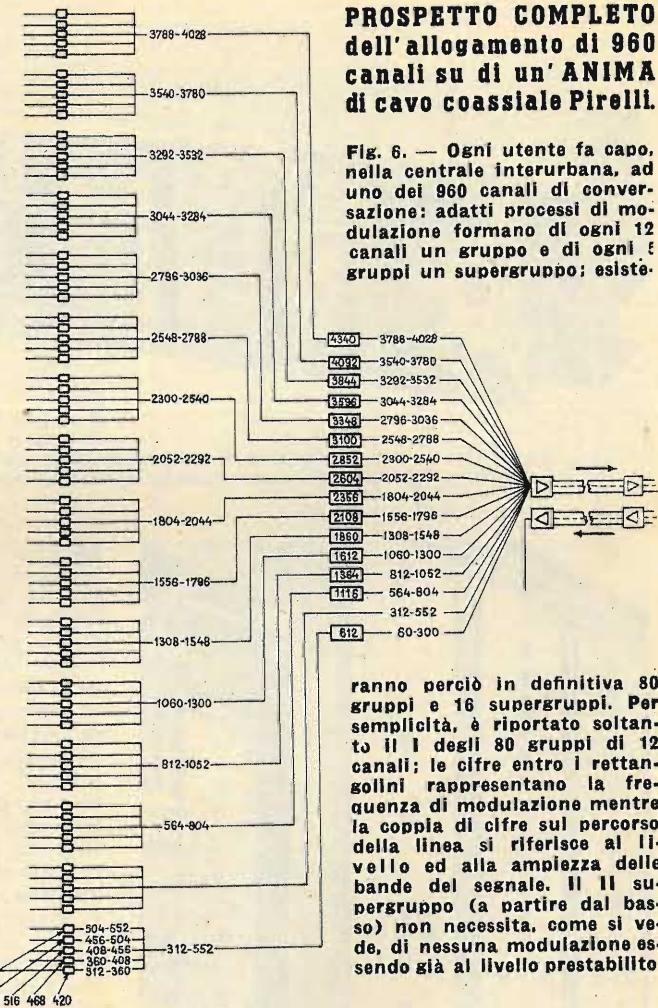 PROSPETTO COMPLETO
dell'allogamento di 960
canali su di un' ANIMA
di cavo coassiale Pirelli.
Fig. 6. — Ogni utente fa capo,
nella centrale interurbana, ad
uno dei 960 canali di conver-
sazione: adatti processi di mo-
dulazione formano di ogni 12
canali un gruppo e di ogni 5
gruppi un supergruppo; esiste-
3788-4028
3540-3780
3292-3532
3044-3284
2796-3036
2548-2788
2300-2540
2052-2292
1804-2044
1556-1796
1308-1548
1060-1300
812-1052
564-804
504-552
456-504
408-456
360-408
312-360
312-552
516 468 420
4340 3788-4028
4092 3540-3780
3844 3292-3532
3596 3044-3284
3348 2796-3036
3100 2548-2788
2852 2300-2540
2604 2052-2292
2356 1804-2044
2108 1556-1796
1860 1308-1548
1612 1060-1300
1364 812-1052
1116 564-804
312-552
612 60-300
ranno perciò in definitiva 80
gruppi e 16 supergruppi. Per
semplicità, è riportato soltan-
to il I degli 80 gruppi di 12
canali; le cifre entro i rettan-
golini rappresentano la fre-
quenza di modulazione mentre
la coppia di cifre sul percorso
della linea si riferisce al li-
vello ed alla ampiezza delle
bande del segnale. Il II su-
pergruppo (a partire dal bas-
so) non necessita, come si ve-
de, di nessuna modulazione es-
sendo già al livello prestabilito